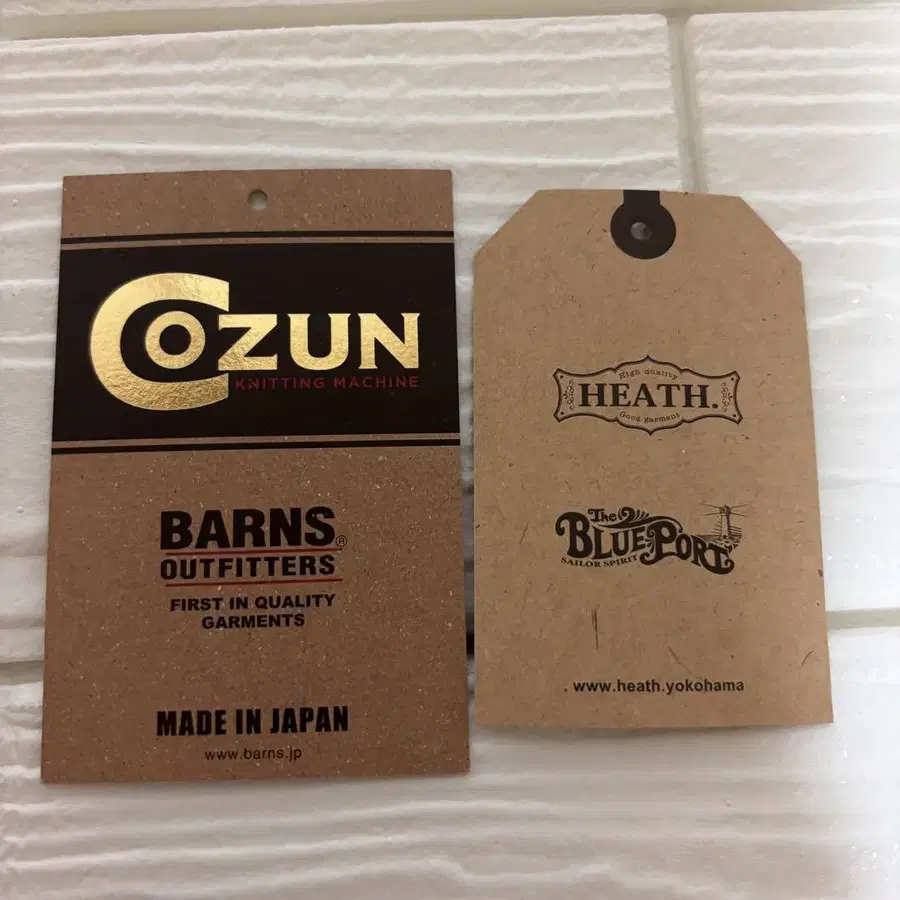 COZUN
KNITTING MACHINE
BARNS®
OUTFITTERS
FIRST IN QUALITY
GARMENTS
MADE IN JAPAN
www.barns.jp
High quality
HEATH.
Good garment
The
BLUE PORT
SAILOR SPIRIT
. www.heath.yokohama